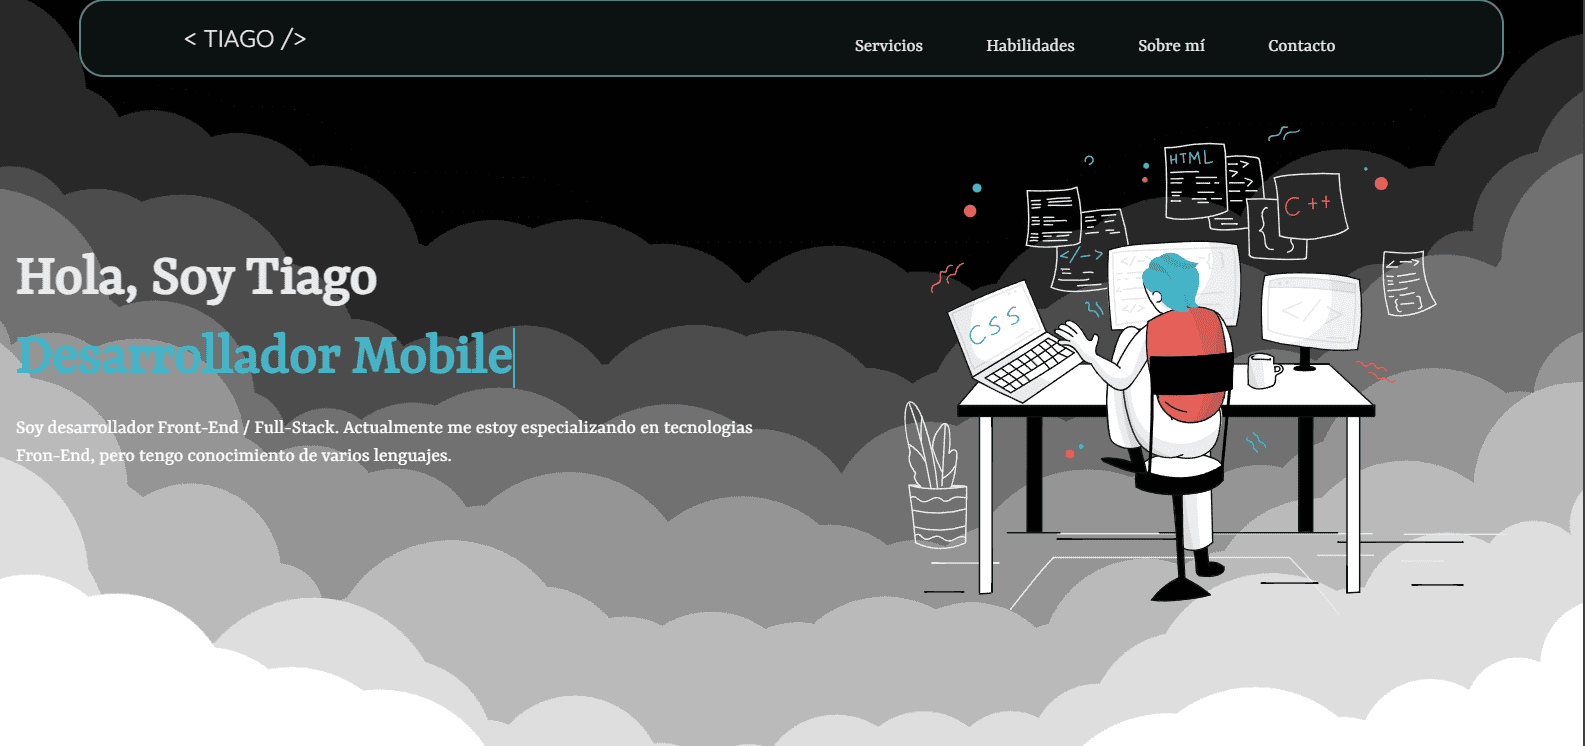 < TIAGO />
Servicios Habilidades Sobre mí Contacto
Hola, Soy Tiago
Desarrollador Mobile
Soy desarrollador Front-End / Full-Stack. Actualmente me estoy especializando en tecnologias
Fron-End, pero tengo conocimiento de varios lenguajes.
HTML
C++
</-->
CSS
</>